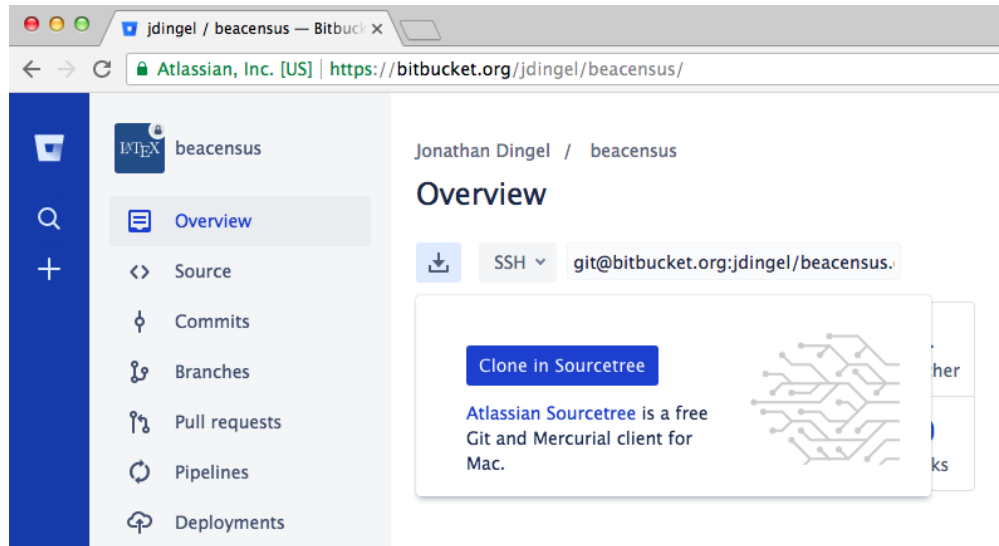 jdingel / beacensus — Bitbuck
Atlassian, Inc. [US] | https://bitbucket.org/jdingel/beacensus/
LATEX beacensus
Overview
Source
Commits
Branches
Pull requests
Pipelines
Deployments
Jonathan Dingel / beacensus
Overview
SSH git@bitbucket.org:jdingel/beacensus.
Clone in Sourcetree
Atlassian Sourcetree is a free
Git and Mercurial client for
Mac.
her
ks